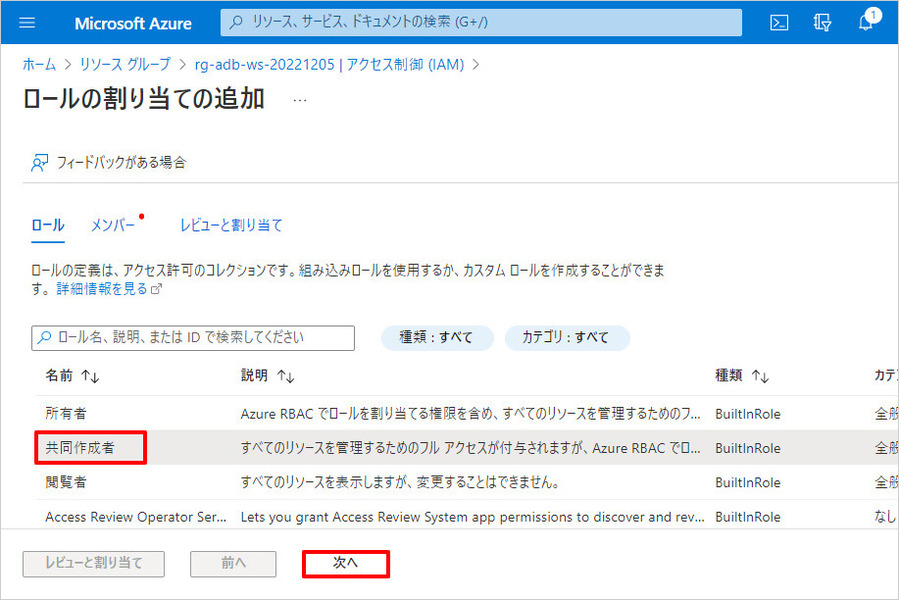 Microsoft Azure
リソース、サービス、ドキュメントの検索 (G+/)
1
ホーム > リソース グループ > rg-adb-ws-20221205 | アクセス制御 (IAM) >
ロールの割り当ての追加 ...
フィードバックがある場合
ロール メンバー レビューと割り当て
ロールの定義は、アクセス許可のコレクションです。組み込みロールを使用するか、カスタム ロールを作成することができま
す。 詳細情報を見る
ロール名、説明、または ID で検索してください 種類 : すべて カテゴリ : すべて
名前 ↑↓ 説明 ↑↓ 種類 ↑↓ カテ
所有者 Azure RBAC でロールを割り当てる権限を含め、すべてのリソースを管理するためのフ... BuiltInRole 全般
共同作成者 すべてのリソースを管理するためのフル アクセスが付与されますが、Azure RBAC でロ... BuiltInRole 全般
閲覧者 すべてのリソースを表示しますが、変更することはできません。 BuiltInRole 全般
Access Review Operator Ser... Lets you grant Access Review System app permissions to discover and rev... BuiltInRole なし
レビューと割り当て 前へ 次へ